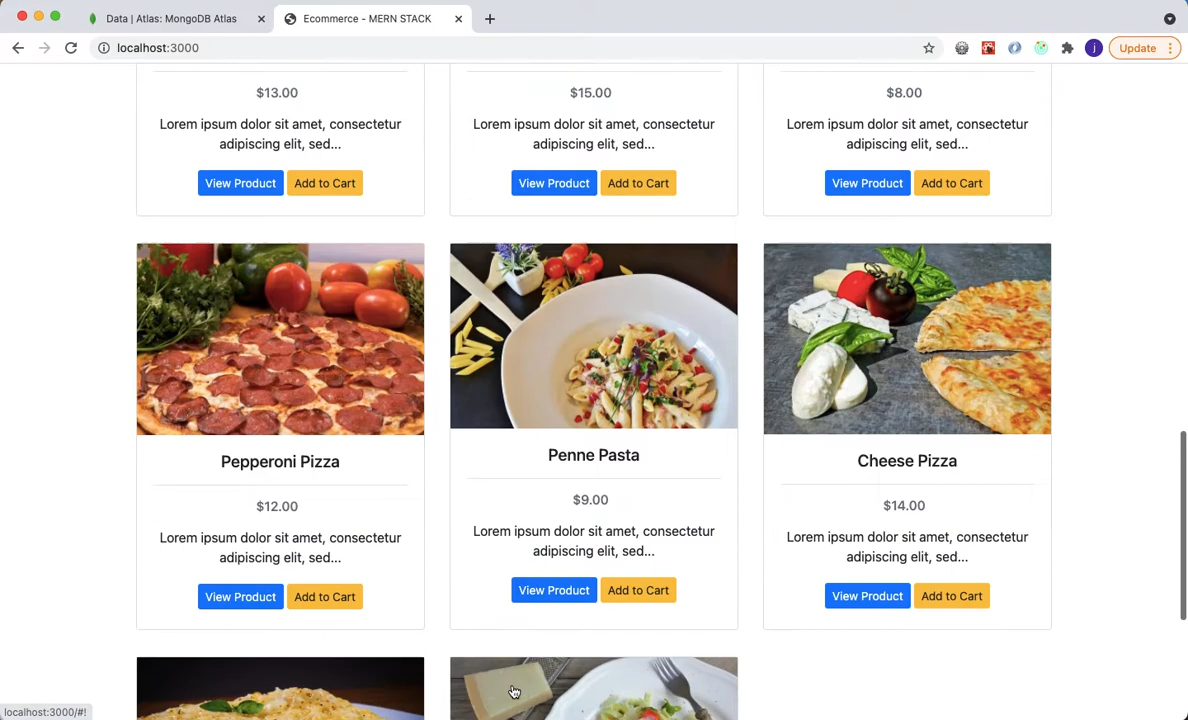 Data | Atlas: MongoDB Atlas
Ecommerce - MERN STACK
localhost:3000
j
Update
$13.00
$15.00
$8.00
Lorem ipsum dolor sit amet, consectetur
adipiscing elit, sed...
Lorem ipsum dolor sit amet, consectetur
adipiscing elit, sed...
Lorem ipsum dolor sit amet, consectetur
adipiscing elit, sed...
View Product Add to Cart
View Product Add to Cart
View Product Add to Cart
Pepperoni Pizza
$12.00
Lorem ipsum dolor sit amet, consectetur
adipiscing elit, sed...
View Product Add to Cart
Penne Pasta
$9.00
Lorem ipsum dolor sit amet, consectetur
adipiscing elit, sed...
View Product Add to Cart
Cheese Pizza
$14.00
Lorem ipsum dolor sit amet, consectetur
adipiscing elit, sed...
View Product Add to Cart
localhost:3000/#!